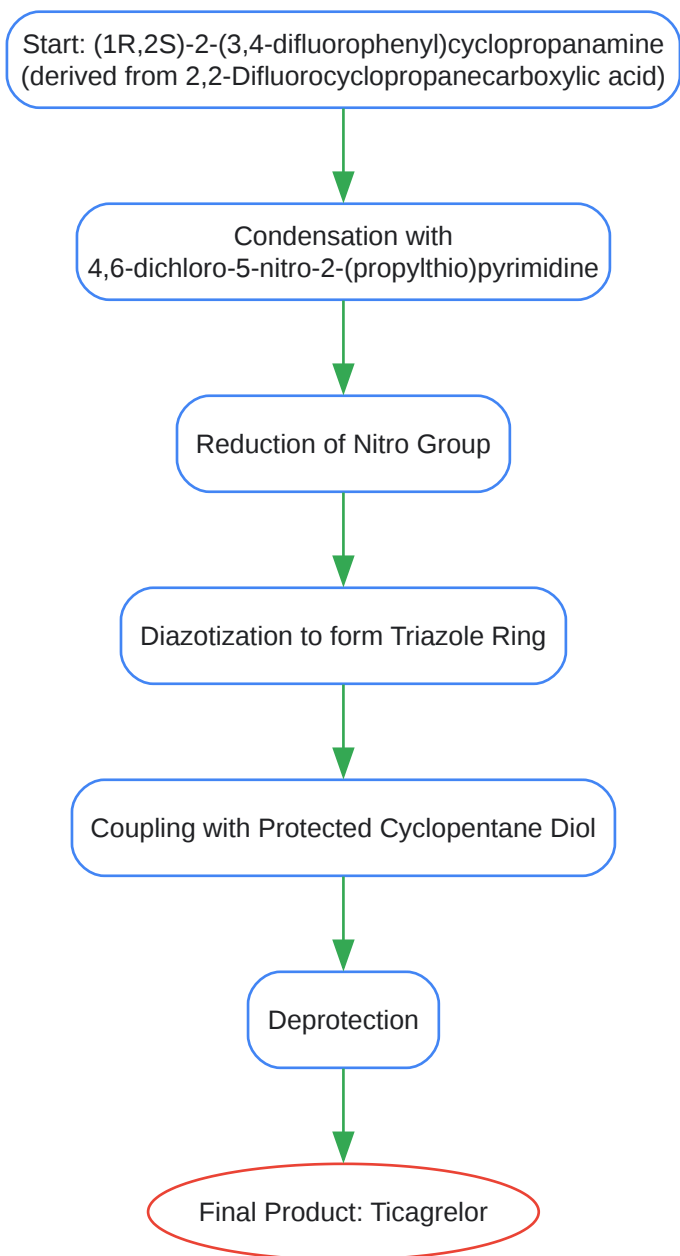 Start: (1R,2S)-2-(3,4-difluorophenyl)cyclopropanamine
(derived from 2,2-Difluorocyclopropanecarboxylic acid)
Condensation with
4,6-dichloro-5-nitro-2-(propylthio)pyrimidine
Reduction of Nitro Group
Diazotization to form Triazole Ring
Coupling with Protected Cyclopentane Diol
Deprotection
Final Product: Ticagrelor